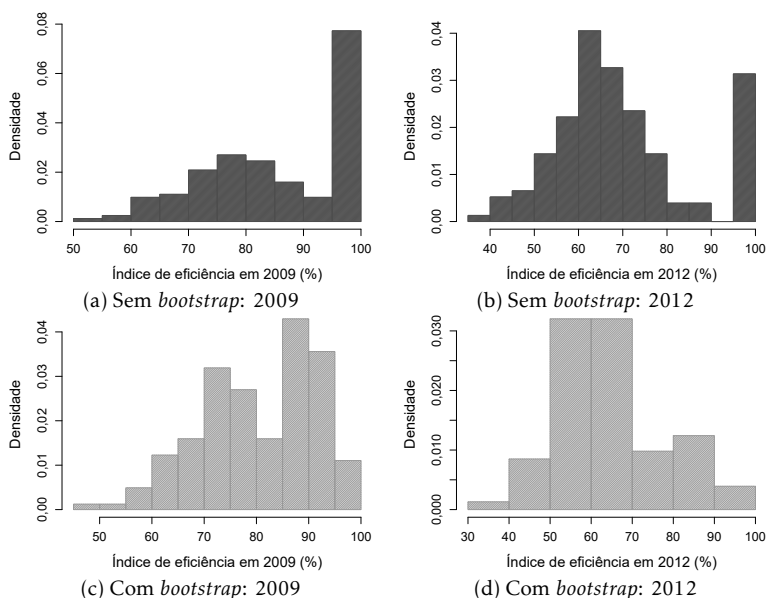 Densidade
0,00 0,02 0,04 0,06 0,08
50 60 70 80 90 100
Índice de eficiência em 2009 (%)
(a) Sem bootstrap: 2009
Densidade
0,00 0,01 0,02 0,03 0,04
40 50 60 70 80 90 100
Índice de eficiência em 2012 (%)
(b) Sem bootstrap: 2012
Densidade
0,00 0,01 0,02 0,03 0,04
50 60 70 80 90 100
Índice de eficiência em 2009 (%)
(c) Com bootstrap: 2009
Densidade
0,000 0,010 0,020 0,030
30 40 50 60 70 80 90 100
Índice de eficiência em 2012 (%)
(d) Com bootstrap: 2012